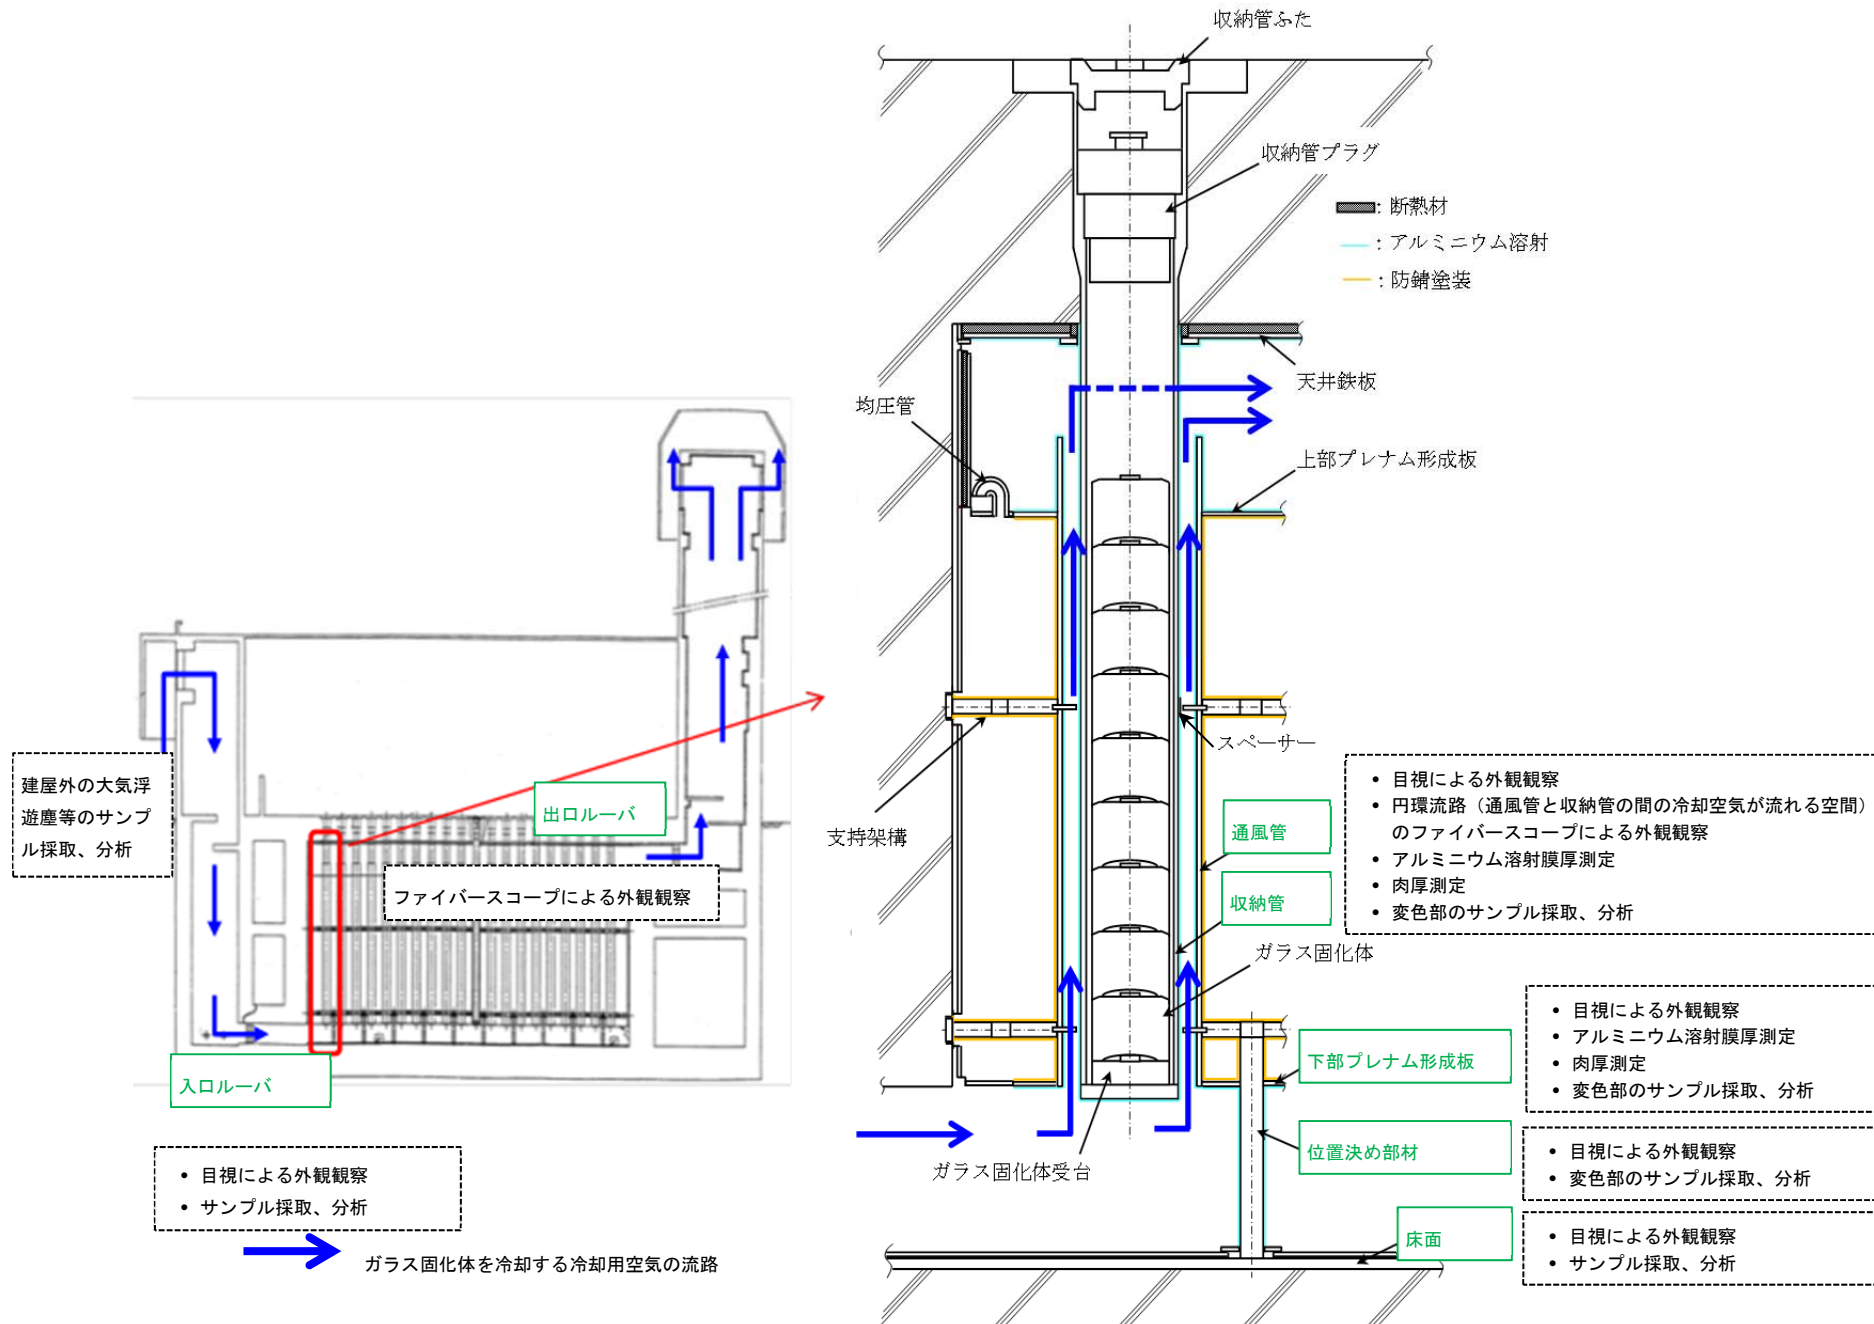 収納管ふた
収納管プラグ
：断熱材
：アルミニウム溶射
：防錆塗装
天井鉄板
均圧管
上部プレナム形成板
スペーサー
支持架構
建屋外の大気浮
遊塵等のサンプ
ル採取、分析
出口ルーバ
ファイバースコープによる外観観察
入口ルーバ
• 目視による外観観察
• サンプル採取、分析
ガラス固化体を冷却する冷却用空気の流路
通風管
収納管
• 目視による外観観察
• 円環流路（通風管と収納管の間の冷却空気が流れる空間）
のファイバースコープによる外観観察
• アルミニウム溶射膜厚測定
• 肉厚測定
• 変色部のサンプル採取、分析
ガラス固化体
下部プレナム形成板
• 目視による外観観察
• アルミニウム溶射膜厚測定
• 肉厚測定
• 変色部のサンプル採取、分析
ガラス固化体受台
位置決め部材
• 目視による外観観察
• 変色部のサンプル採取、分析
床面
• 目視による外観観察
• サンプル採取、分析